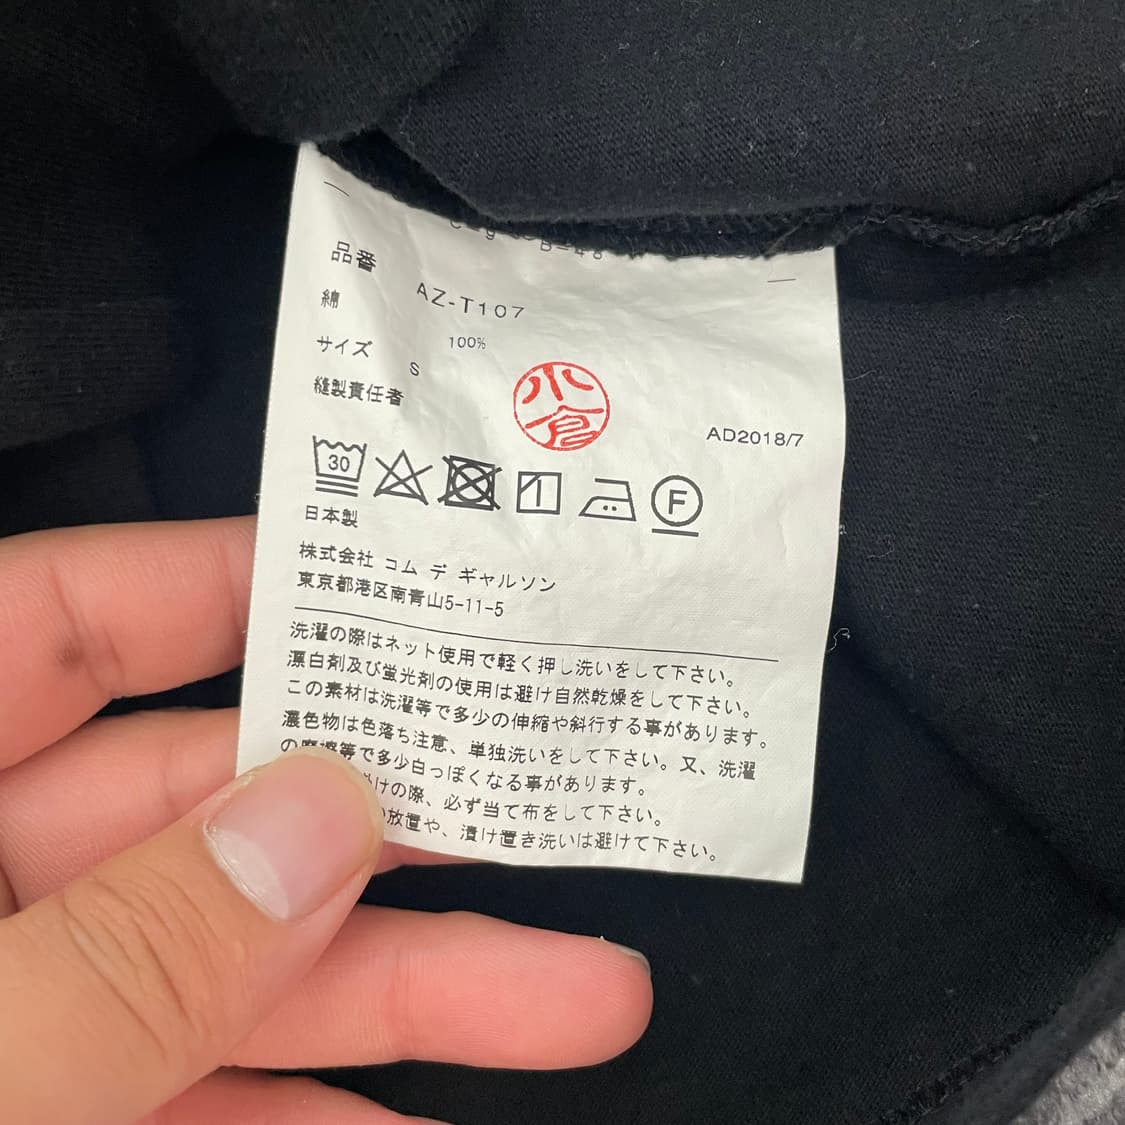 品番 AZ-T107
綿 100%
サイズ S
縫製責任者 小倉
AD2018/7
30
F
日本製
株式会社 コム デ ギャルソン
東京都港区南青山5-11-5
洗濯の際はネット使用で軽く押し洗いをして下さい。
漂白剤及び蛍光剤の使用は避け自然乾燥をして下さい。
この素材は洗濯等で多少の伸縮や斜行する事があります。
濃色物は色落ち注意、単独洗いをして下さい。又、洗濯
の摩擦等で多少白っぽくなる事があります。
掛けの際、必ず当て布をして下さい。
放置や、漬け置き洗いは避けて下さい。